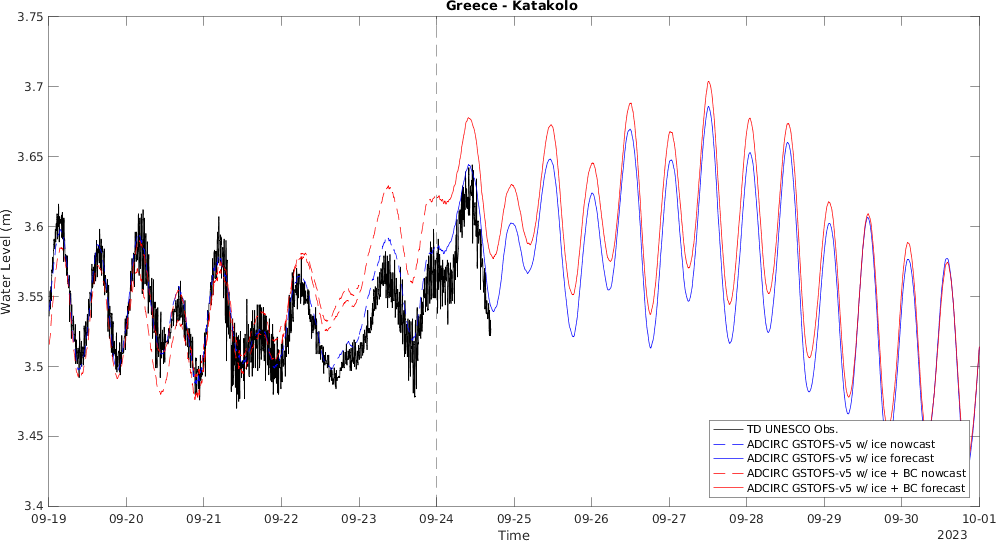 Greece - Katakolo
3.75
3.7
3.65
3.6
3.55
3.5
3.45
3.4
Water Level (m)
TD UNESCO Obs.
ADCIRC GSTOFS-v5 w/ ice nowcast
ADCIRC GSTOFS-v5 w/ ice forecast
ADCIRC GSTOFS-v5 w/ ice + BC nowcast
ADCIRC GSTOFS-v5 w/ ice + BC forecast
09-19 09-20 09-21 09-22 09-23 09-24 09-25 09-26 09-27 09-28 09-29 09-30 10-01
Time
2023